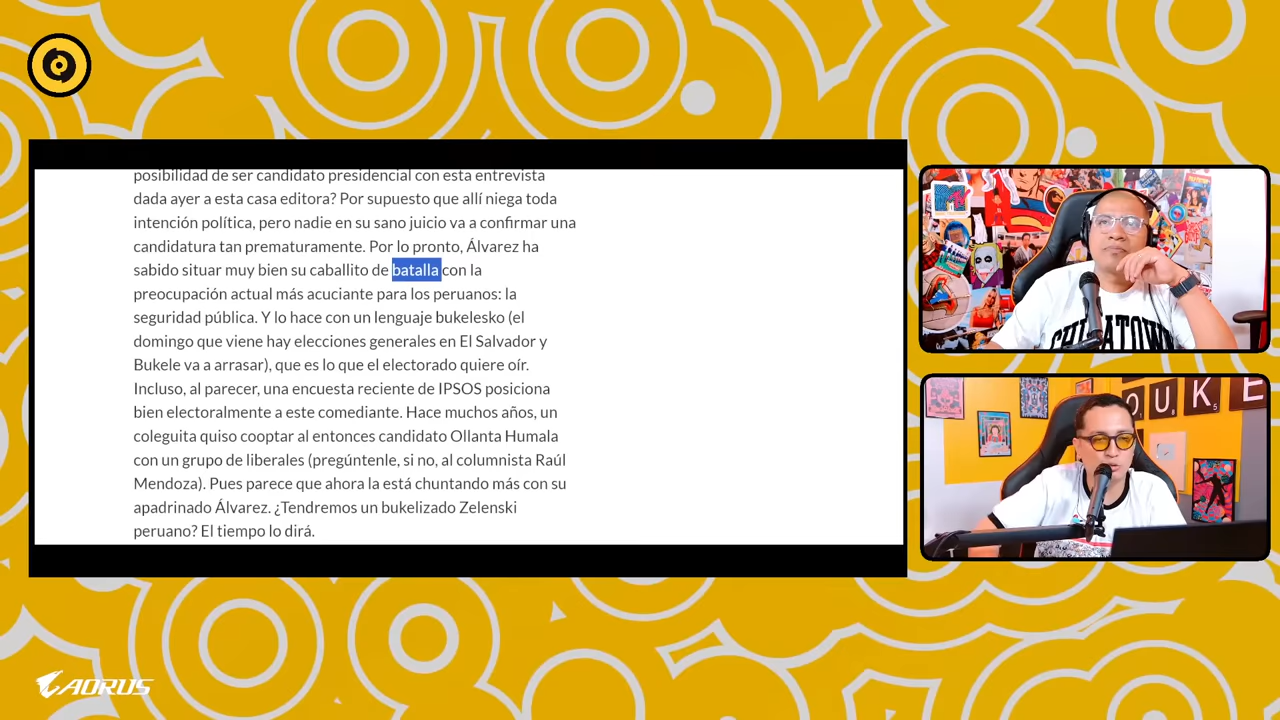 posibilidad de ser candidato presidencial con esta entrevista
dada ayer a esta casa editora? Por supuesto que allí niega toda
intención política, pero nadie en su sano juicio va a confirmar una
candidatura tan prematuramente. Por lo pronto, Álvarez ha
sabido situar muy bien su caballito de batalla con la
preocupación actual más acuciante para los peruanos: la
seguridad pública. Y lo hace con un lenguaje bukelesko (el
domingo que viene hay elecciones generales en El Salvador y
Bukele va a arrasar), que es lo que el electorado quiere oír.
Incluso, al parecer, una encuesta reciente de IPSOS posiciona
bien electoralmente a este comediante. Hace muchos años, un
coleguita quiso cooptar al entonces candidato Ollanta Humala
con un grupo de liberales (pregúntenle, si no, al columnista Raúl
Mendoza). Pues parece que ahora la está chuntando más con su
apadrinado Álvarez. ¿Tendremos un bukelizado Zelenski
peruano? El tiempo lo dirá.
MTV
CHINATOWN
OUKE
AORUS